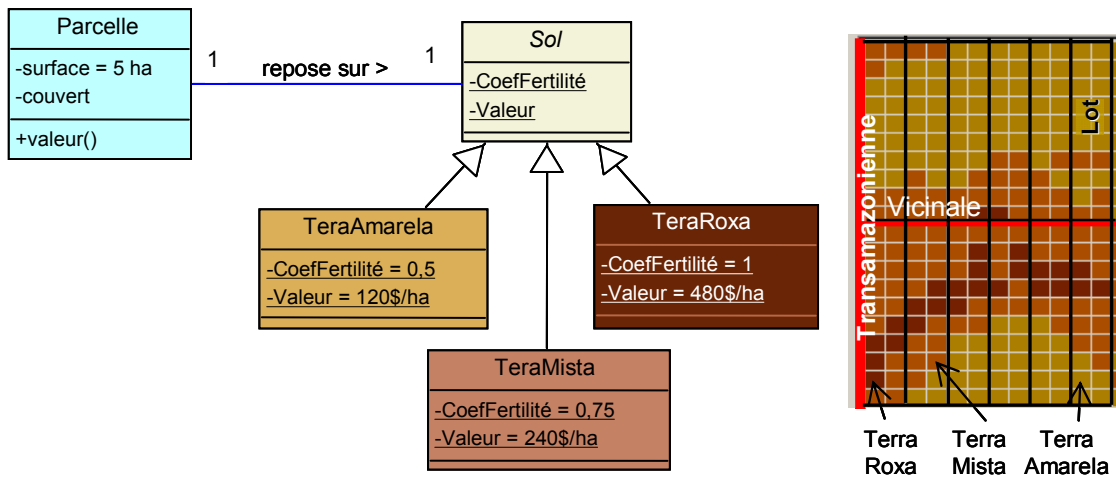 Parcelle
-surface = 5 ha
-couvert
+valeur()
1
repose sur >
1
Sol
-CoefFertilité
-Valeur
TeraAmarela
-CoefFertilité = 0,5
-Valeur = 120$/ha
TeraRoxa
-CoefFertilité = 1
-Valeur = 480$/ha
TeraMista
-CoefFertilité = 0,75
-Valeur = 240$/ha
Transamazonienne
Lot
Vicinale
Terra
Roxa
Terra
Mista
Terra
Amarela